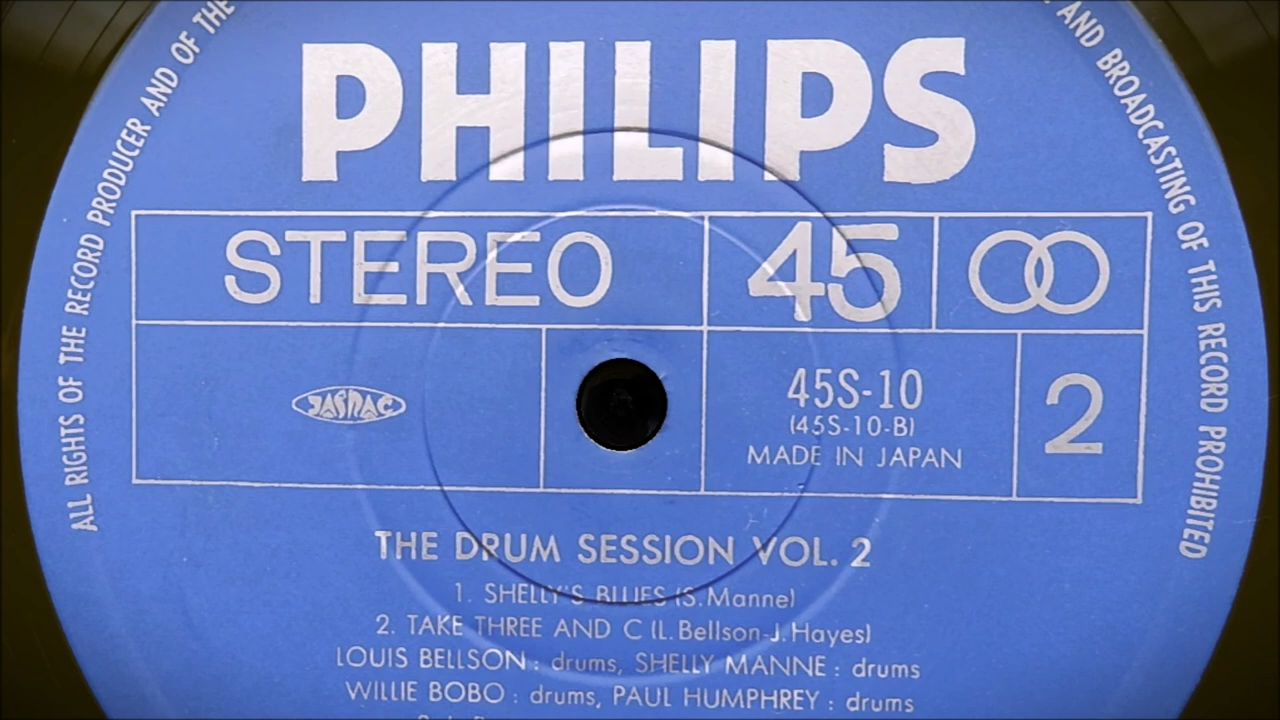 PHILIPS
ALL RIGHTS OF THE RECORD PRODUCER AND OF THE
AND BROADCASTING OF THIS RECORD PROHIBITED
STEREO
45
JASRAC
45S-10
(45S-10-B)
MADE IN JAPAN
2
THE DRUM SESSION VOL. 2
1. SHELLY'S BLUES (S. Manne)
2. TAKE THREE AND C (L. Bellson-J. Hayes)
LOUIS BELLSON : drums, SHELLY MANNE : drums
WILLIE BOBO : drums, PAUL HUMPHREY : drums